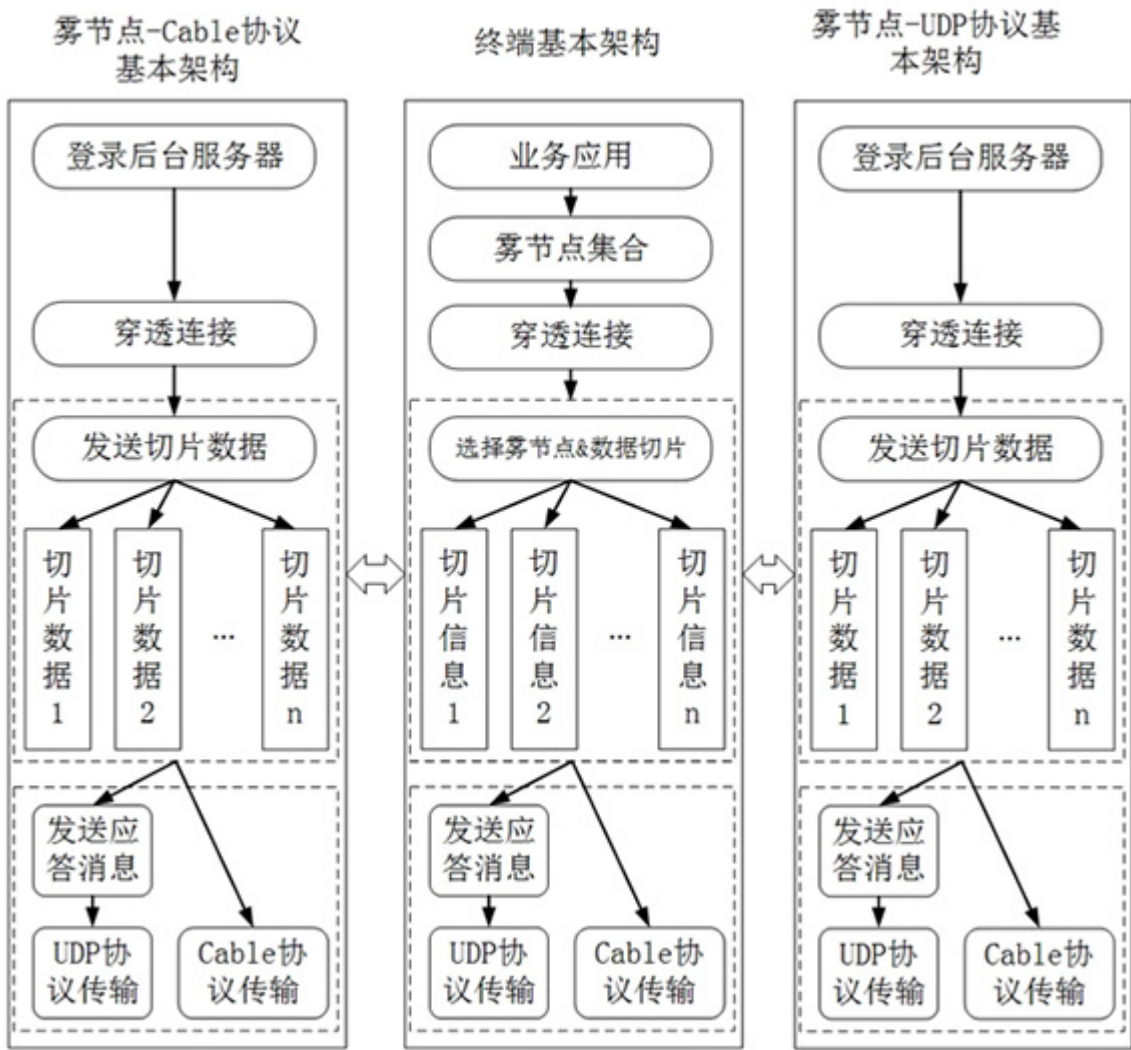 雾节点-Cable协议
基本架构
登录后台服务器
穿透连接
发送切片数据
切片数据1
切片数据2
…
切片数据n
发送应
答消息
UDP协
议传输
Cable协
议传输
终端基本架构
业务应用
雾节点集合
穿透连接
选择雾节点&数据切片
切片信息1
切片信息2
…
切片信息n
发送应
答消息
UDP协
议传输
Cable协
议传输
雾节点-UDP协议基
本架构
登录后台服务器
穿透连接
发送切片数据
切片数据1
切片数据2
…
切片数据n
发送应
答消息
UDP协
议传输
Cable协
议传输